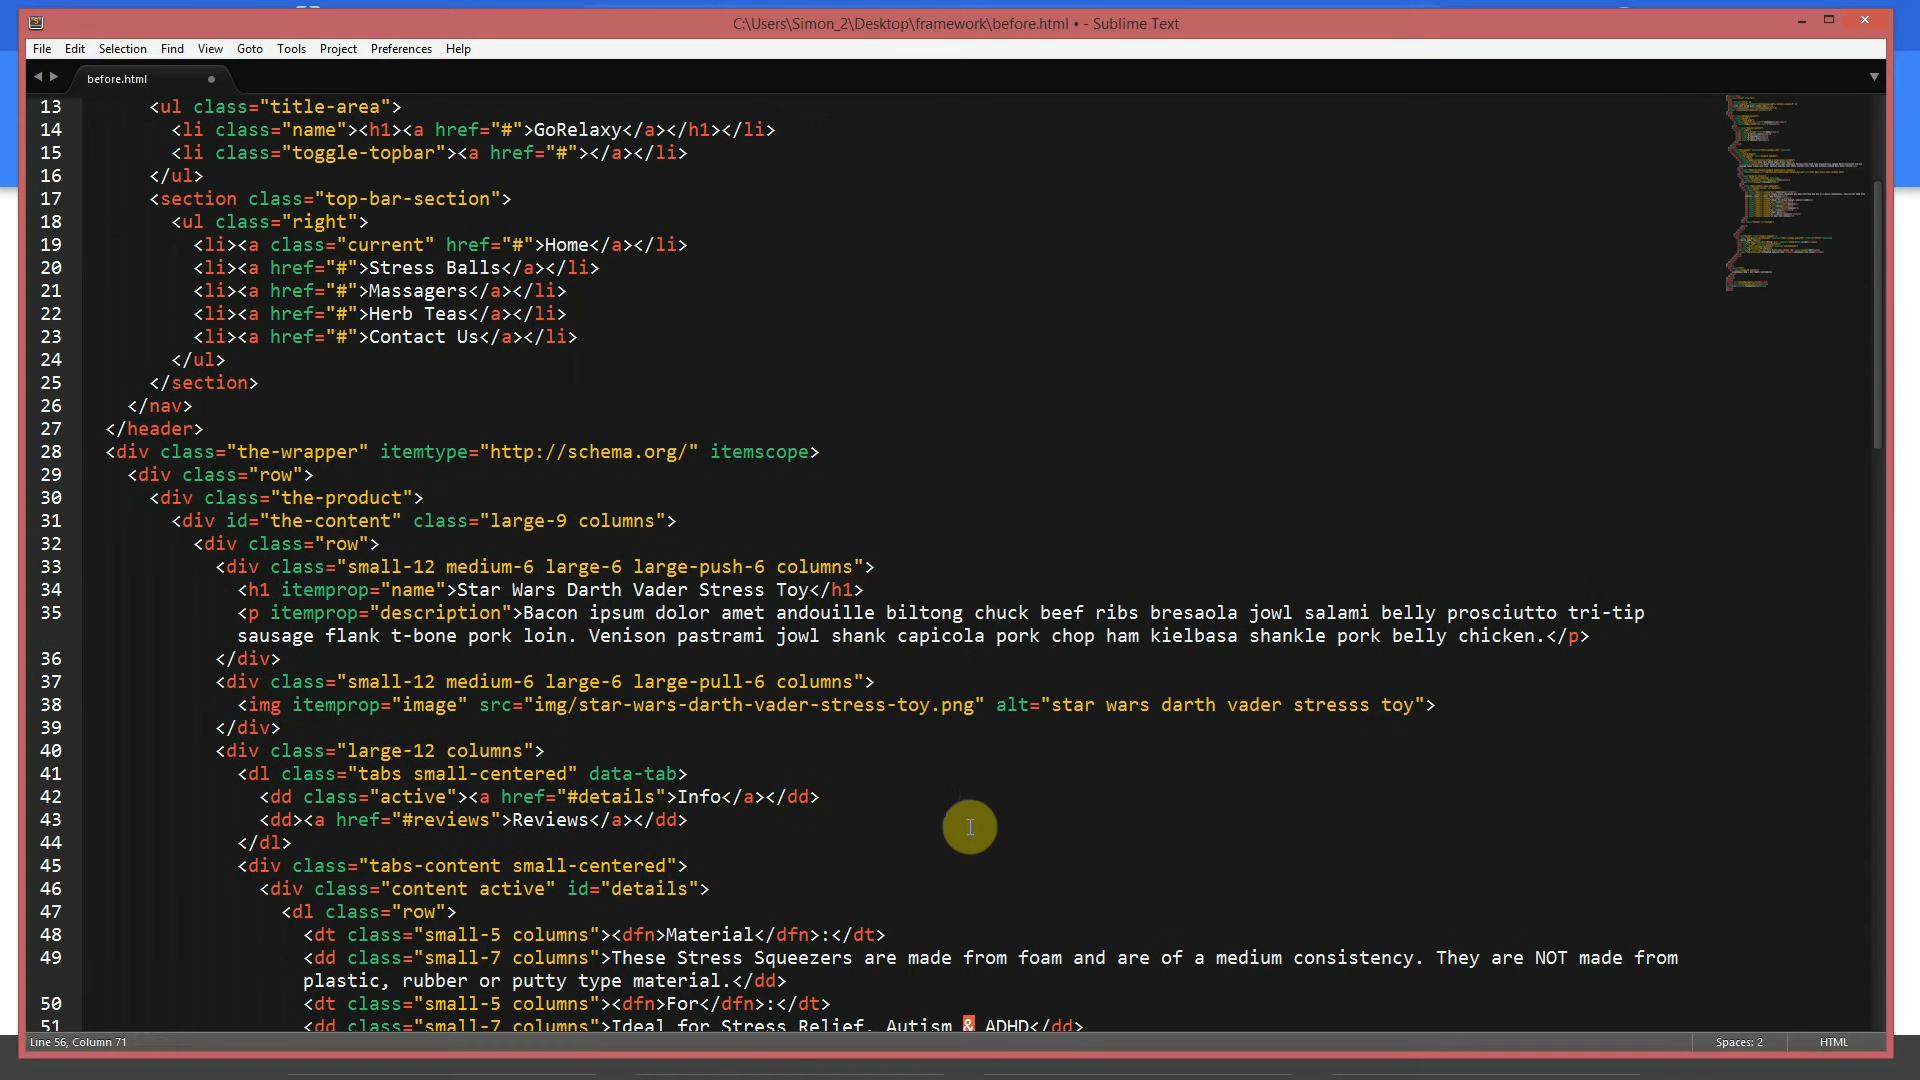 C:\Users\Simon_2\Desktop\framework\before.html • - Sublime Text
File Edit Selection Find View Goto Tools Project Preferences Help
before.html
13 <ul class="title-area">
14 <li class="name"><h1><a href="#">GoRelaxy</a></h1></li>
15 <li class="toggle-topbar"><a href="#"></a></li>
16 </ul>
17 <section class="top-bar-section">
18 <ul class="right">
19 <li><a class="current" href="#">Home</a></li>
20 <li><a href="#">Stress Balls</a></li>
21 <li><a href="#">Massagers</a></li>
22 <li><a href="#">Herb Teas</a></li>
23 <li><a href="#">Contact Us</a></li>
24 </ul>
25 </section>
26 </nav>
27 </header>
28 <div class="the-wrapper" itemtype="http://schema.org/" itemscope>
29 <div class="row">
30 <div class="the-product">
31 <div id="the-content" class="large-9 columns">
32 <div class="row">
33 <div class="small-12 medium-6 large-6 large-push-6 columns">
34 <h1 itemprop="name">Star Wars Darth Vader Stress Toy</h1>
35 <p itemprop="description">Bacon ipsum dolor amet andouille biltong chuck beef ribs bresaola jowl salami belly prosciutto tri-tip
sausage flank t-bone pork loin. Venison pastrami jowl shank capicola pork chop ham kielbasa shankle pork belly chicken.</p>
36 </div>
37 <div class="small-12 medium-6 large-6 large-pull-6 columns">
38 <img itemprop="image" src="img/star-wars-darth-vader-stress-toy.png" alt="star wars darth vader stresss toy">
39 </div>
40 <div class="large-12 columns">
41 <dl class="tabs small-centered" data-tab>
42 <dd class="active"><a href="#details">Info</a></dd>
43 <dd><a href="#reviews">Reviews</a></dd>
44 </dl>
45 <div class="tabs-content small-centered">
46 <div class="content active" id="details">
47 <dl class="row">
48 <dt class="small-5 columns"><dfn>Material</dfn>:</dt>
49 <dd class="small-7 columns">These Stress Squeezers are made from foam and are of a medium consistency. They are NOT made from
plastic, rubber or putty type material.</dd>
50 <dt class="small-5 columns"><dfn>For</dfn>:</dt>
51 <dd class="small-7 columns">Ideal for Stress Relief, Autism & ADHD</dd>
Line 56, Column 71 Spaces: 2 HTML